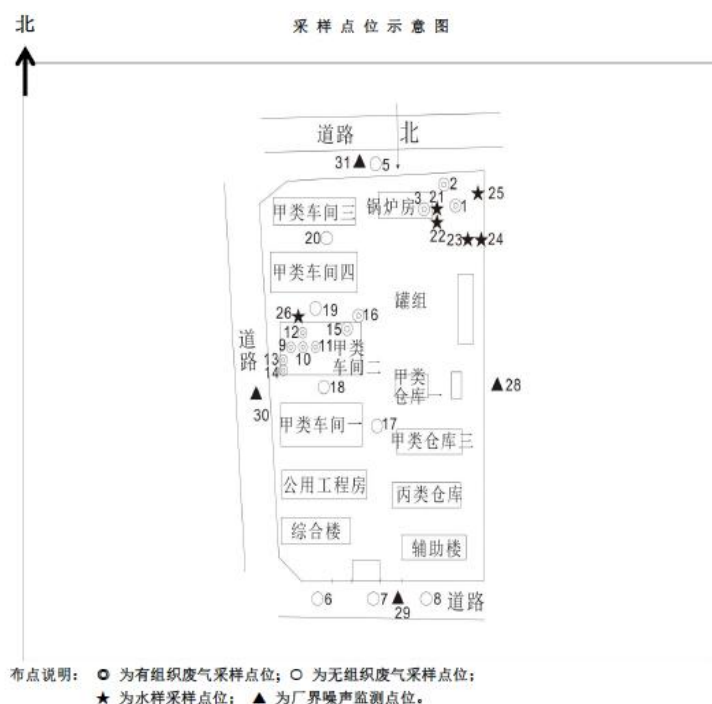 北
采样点位示意图
道路 北
31 5
2
25
3 21 1
锅炉房
甲类车间三
22 23 24
20
甲类车间四
罐组
19 16
26
15
12
9 10 11 甲类
车间二
13
14
道路
18
甲类
仓库一
28
30
甲类车间一
17
甲类仓库三
公用工程房
丙类仓库
综合楼
辅助楼
6 7 29 8 道路
布点说明: 为有组织废气采样点位; 为无组织废气采样点位;
★ 为水样采样点位; ▲ 为厂界噪声监测点位。